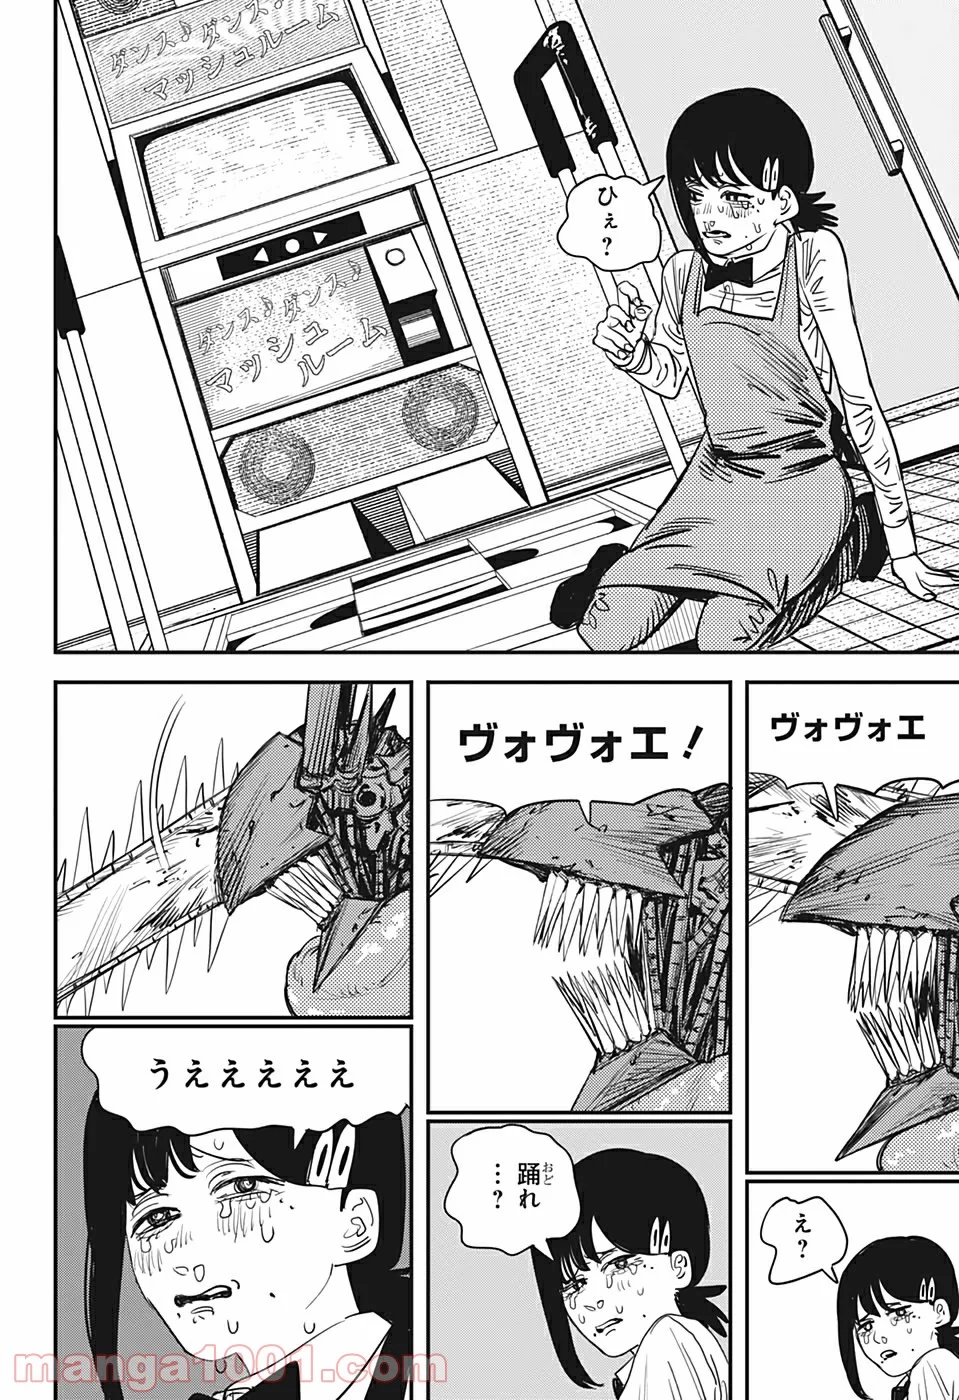 ダンス♪ダンス♪
マッシュルーム
ひぇ?
ダンス♪ダンス♪
マッシュ
ルーム
ヴォヴォエ
ヴォヴォエ!
え?
踊れ
おど
…?
うぇぇぇぇぇ
manga1001.com